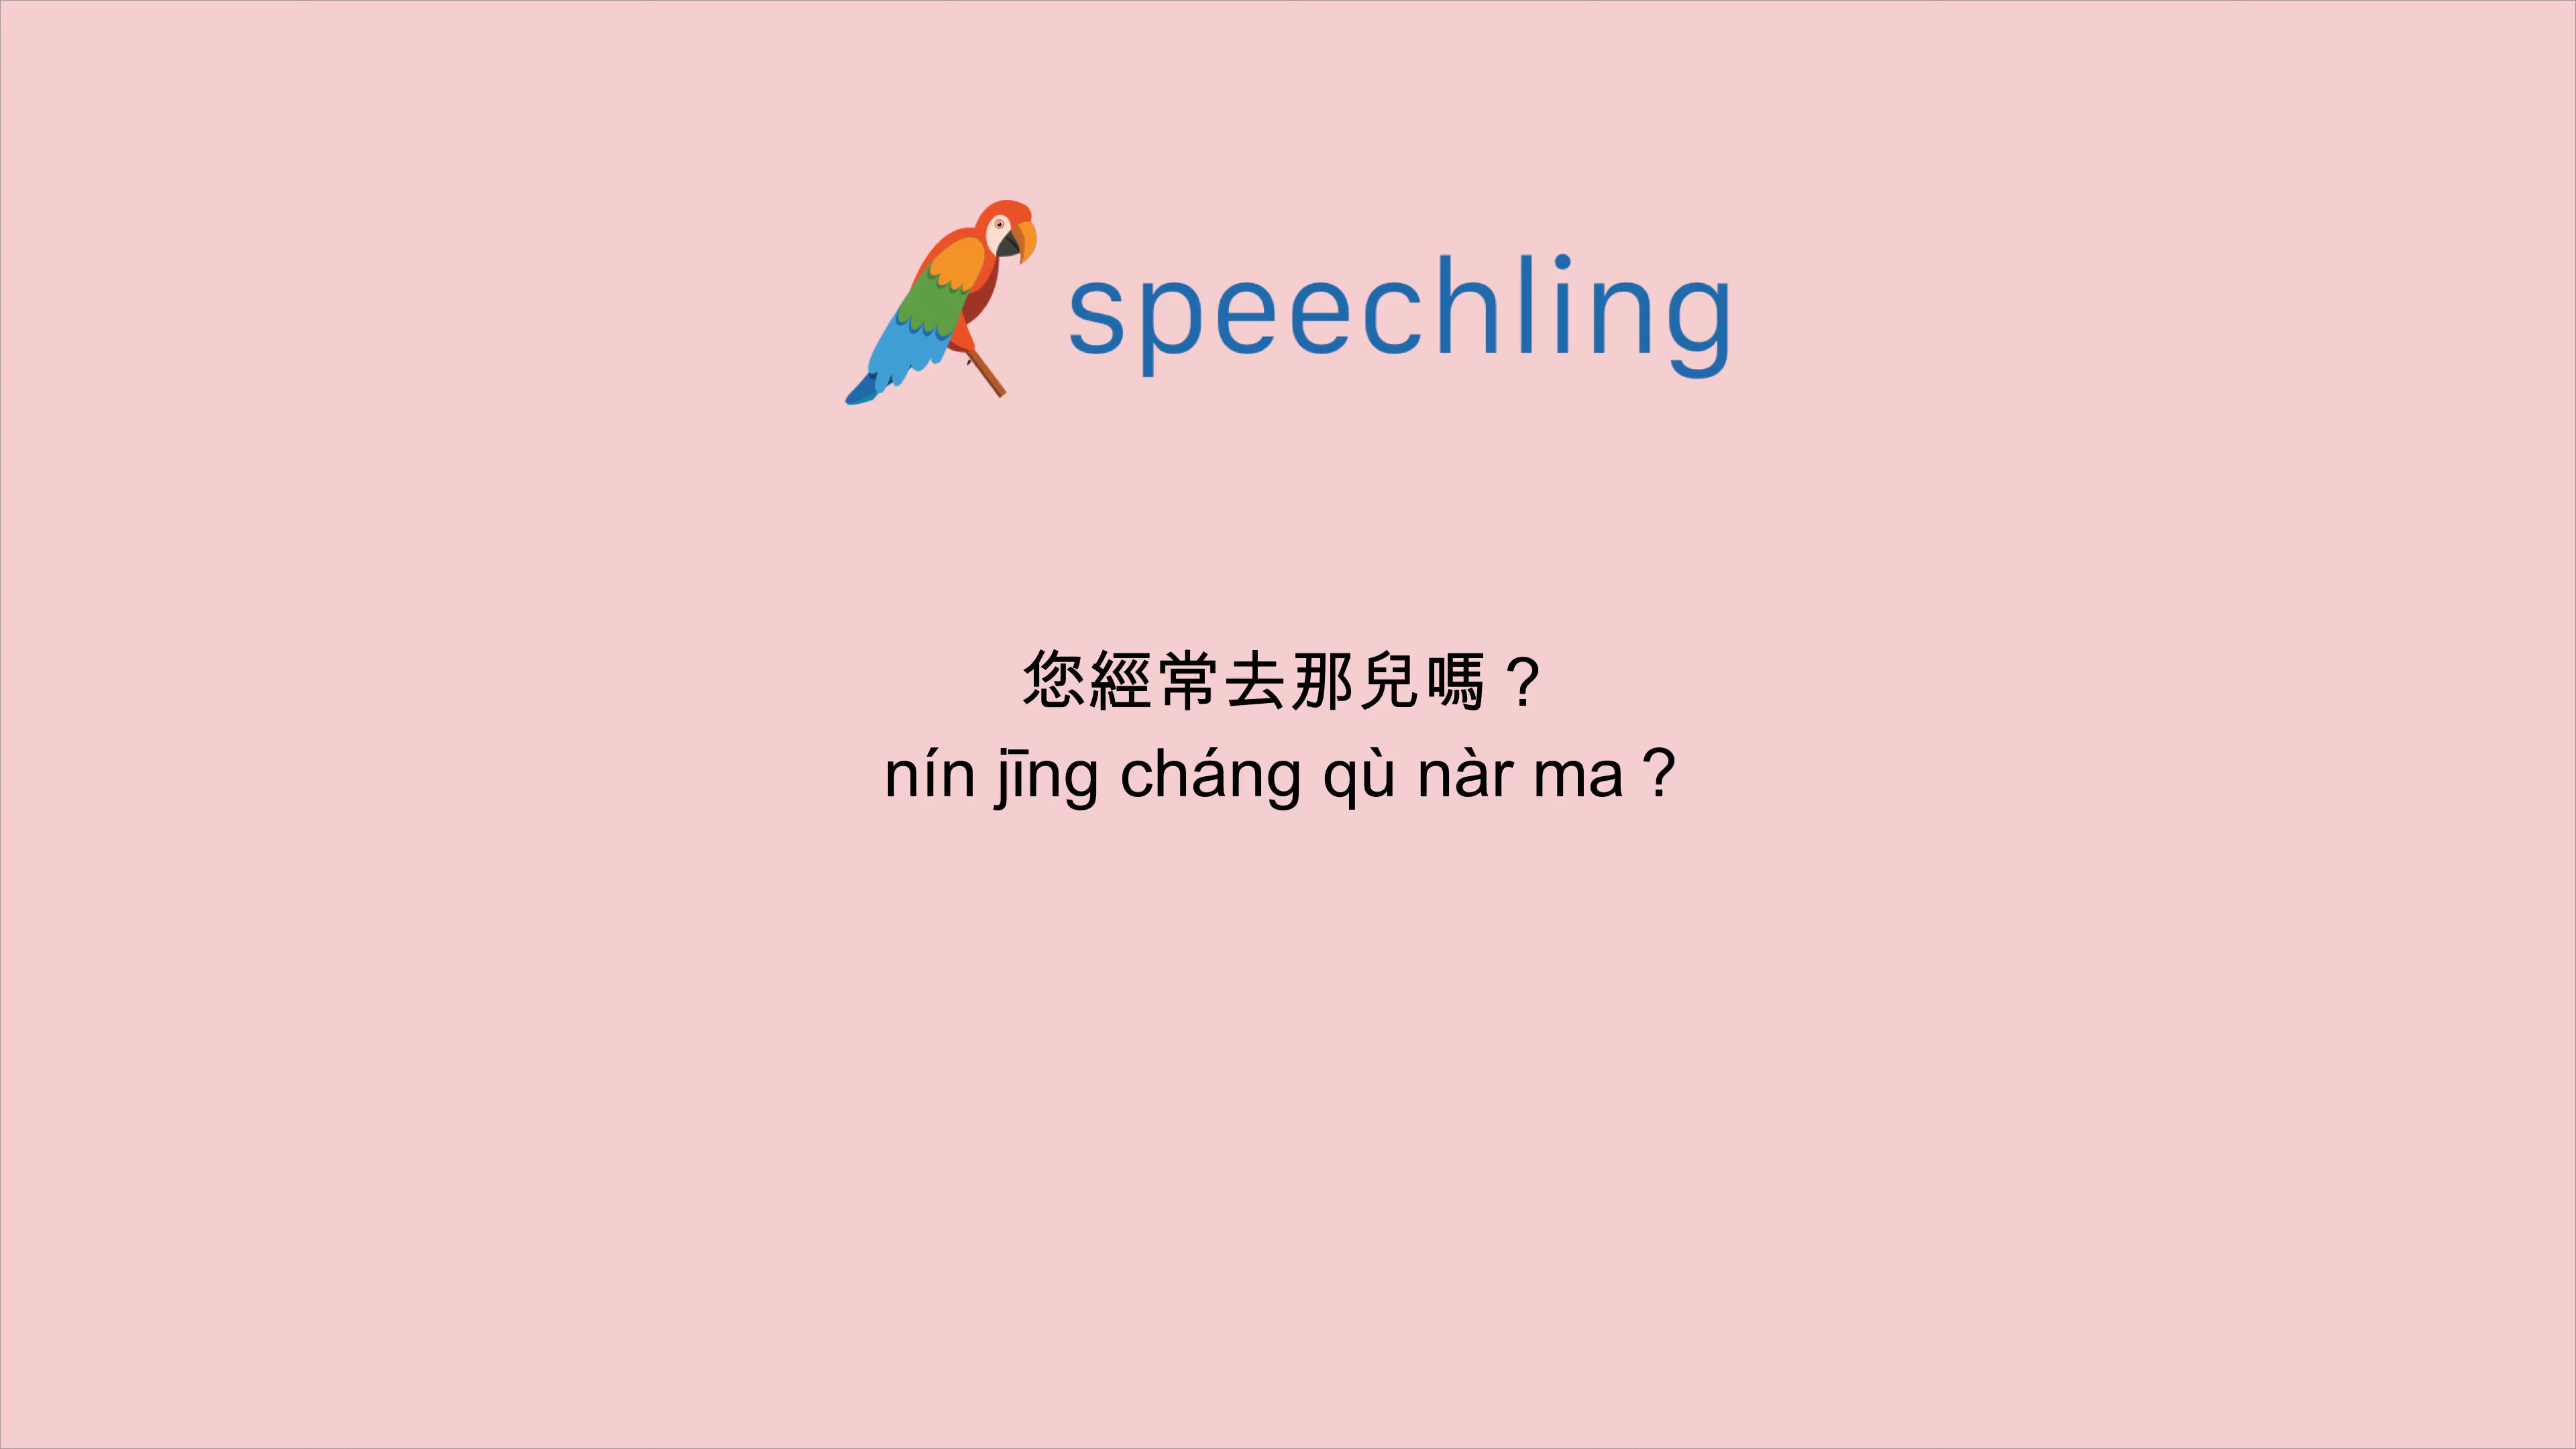 speechling
您經常去那兒嗎？
nín jīng cháng qù nàr ma？